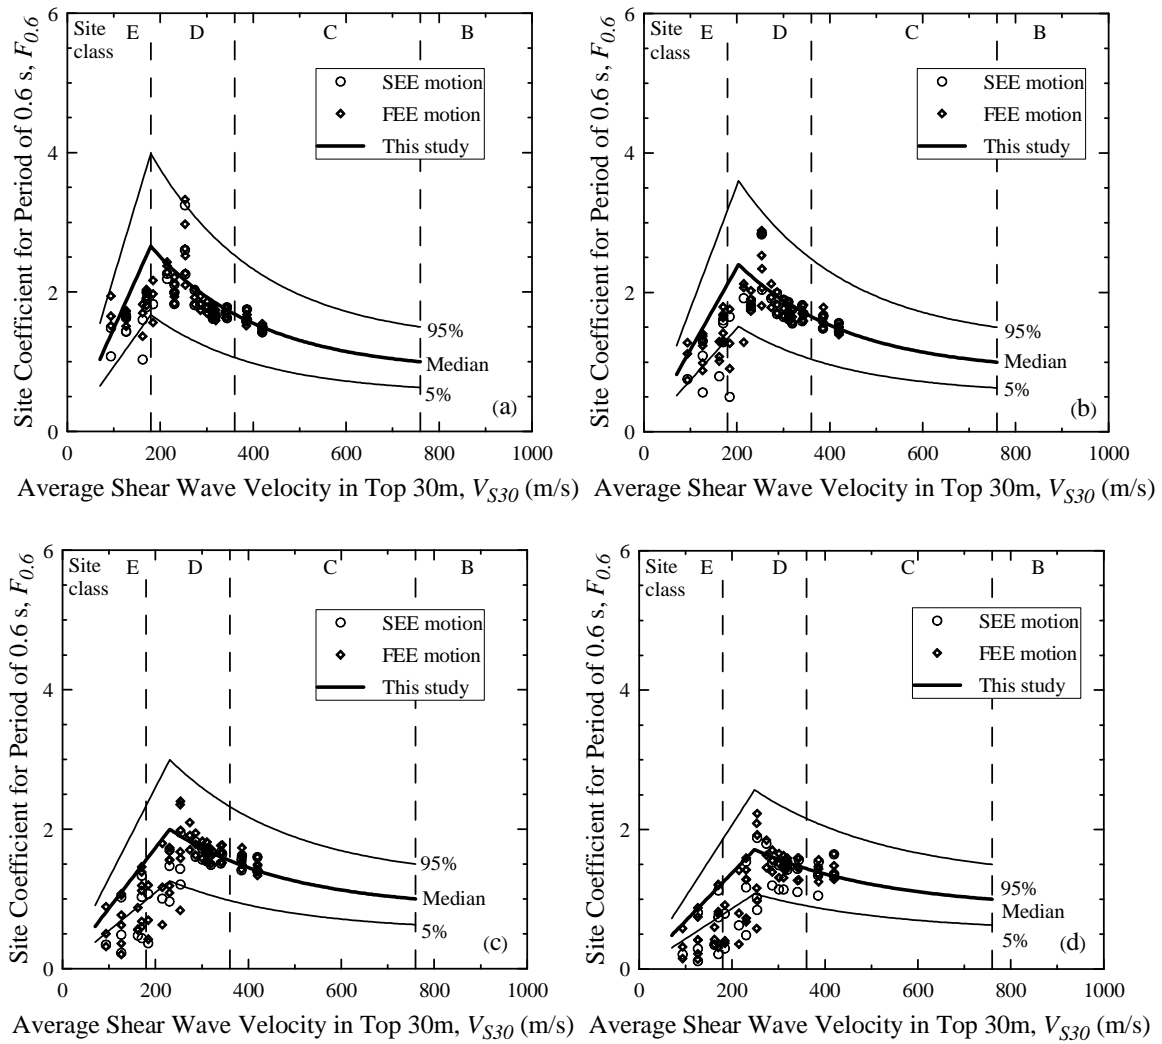 Site Coefficient for Period of 0.6 s, F0.6
6
4
2
0
Site
class
E
D
C
B
SEE motion
FEE motion
This study
95%
Median
5%
(a)
0
200
400
600
800
1000
Average Shear Wave Velocity in Top 30m, VS30 (m/s)
Site Coefficient for Period of 0.6 s, F0.6
6
4
2
0
Site
class
E
D
C
B
SEE motion
FEE motion
This study
95%
Median
5%
(b)
0
200
400
600
800
1000
Average Shear Wave Velocity in Top 30m, VS30 (m/s)
Site Coefficient for Period of 0.6 s, F0.6
6
4
2
0
Site
class
E
D
C
B
SEE motion
FEE motion
This study
95%
Median
5%
(c)
0
200
400
600
800
1000
Average Shear Wave Velocity in Top 30m, VS30 (m/s)
Site Coefficient for Period of 0.6 s, F0.6
6
4
2
0
Site
class
E
D
C
B
SEE motion
FEE motion
This study
95%
Median
5%
(d)
0
200
400
600
800
1000
Average Shear Wave Velocity in Top 30m, VS30 (m/s)